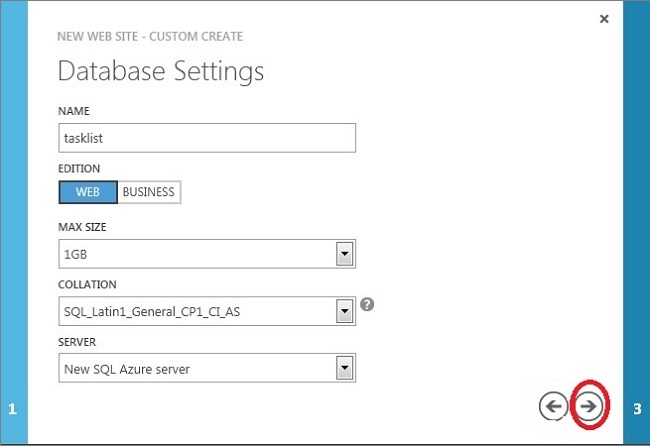 NEW WEB SITE - CUSTOM CREATE
Database Settings
NAME
tasklist
EDITION
WEB BUSINESS
MAX SIZE
1GB
COLLATION
SQL_Latin1_General_CP1_CI_AS ?
SERVER
New SQL Azure server
1 3